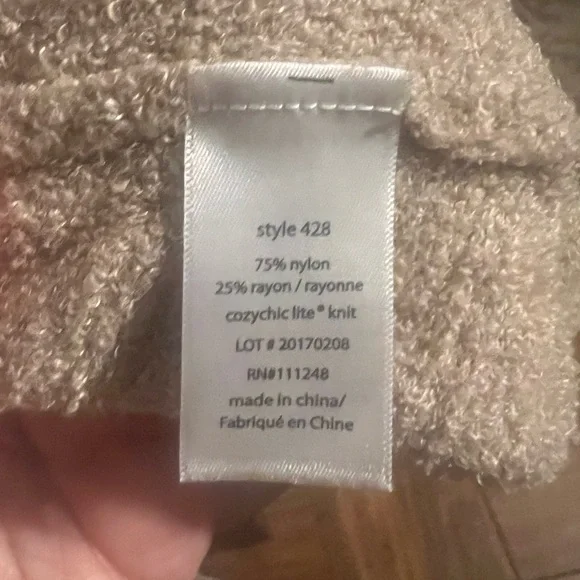 style 428
75% nylon
25% rayon / rayonne
cozychic lite® knit
LOT # 20170208
RN#111248
made in china/
Fabriqué en Chine